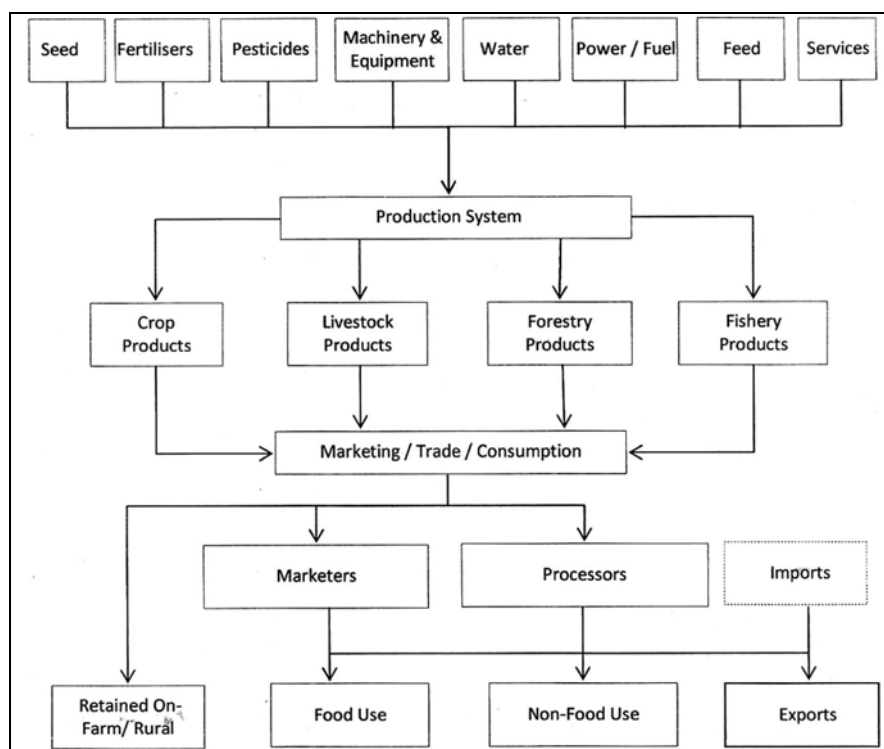 Seed
Fertilisers
Pesticides
Machinery &
Equipment
Water
Power / Fuel
Feed
Services
Production System
Crop
Products
Livestock
Products
Forestry
Products
Fishery
Products
Marketing / Trade / Consumption
Marketers
Processors
Imports
Retained On-
Farm/ Rural
Food Use
Non-Food Use
Exports